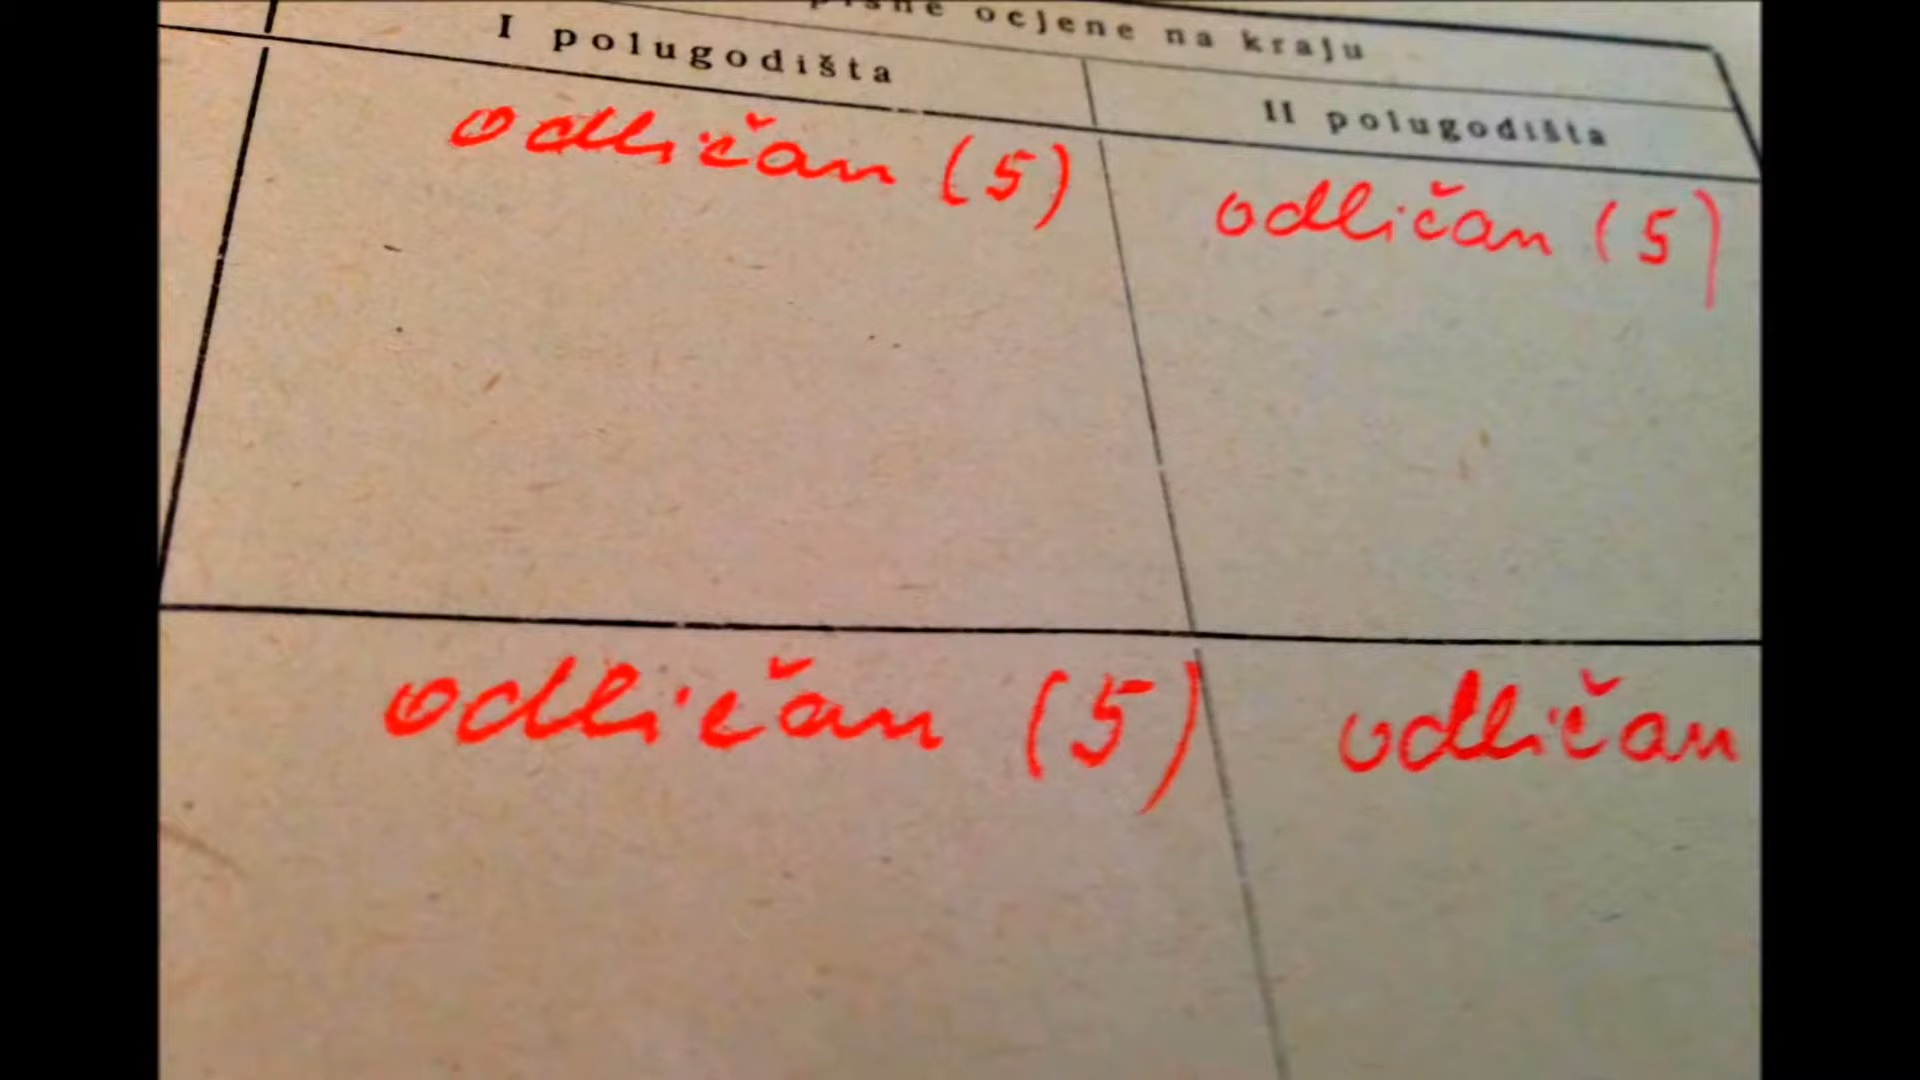 ocjene na kraju
I polugodišta
II polugodišta
odličan (5)
odličan (5)
odličan (5)
odličan